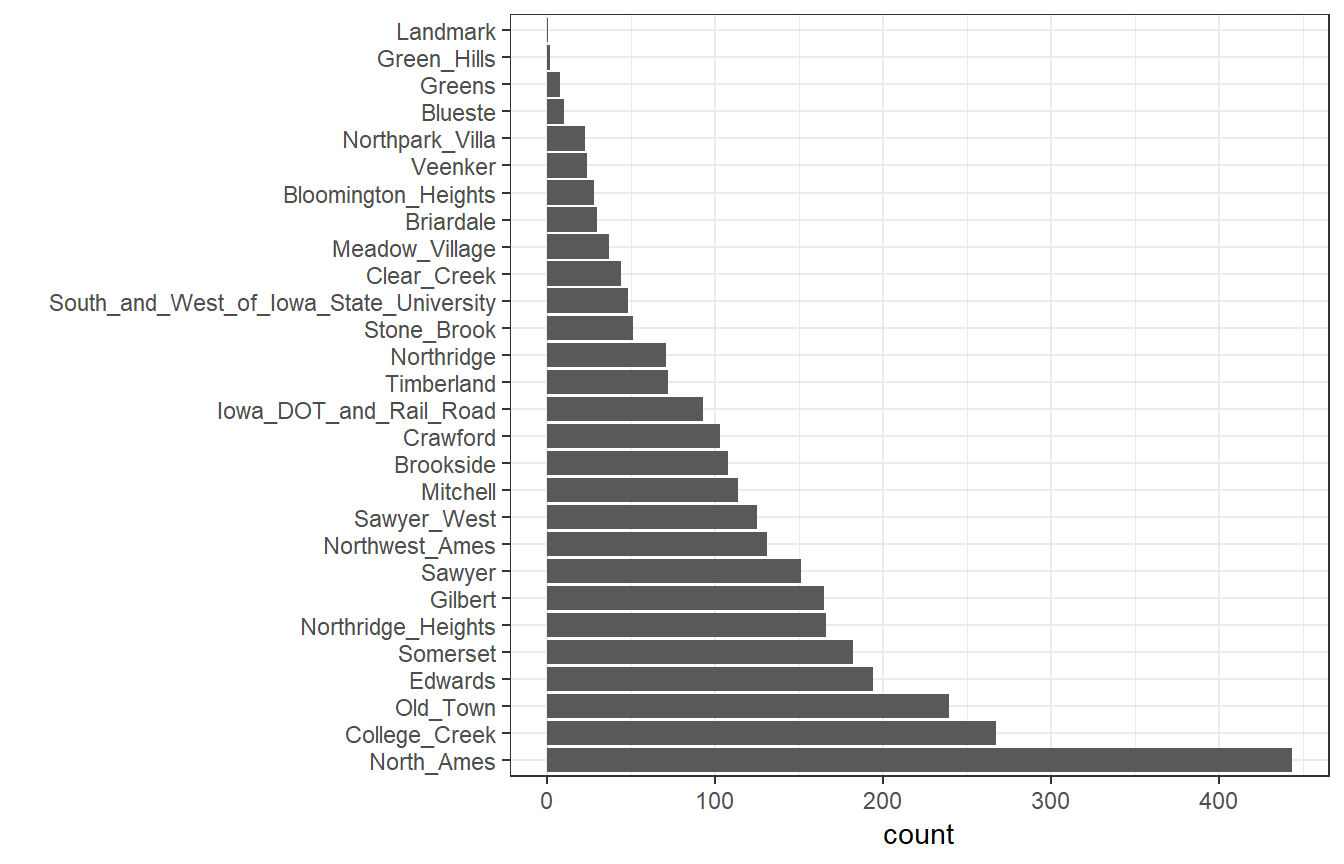 Landmark
Green_Hills
Greens
Blueste
Northpark_Villa
Veenker
Bloomington_Heights
Briardale
Meadow_Village
Clear_Creek
South_and_West_of_Iowa_State_University
Stone_Brook
Northridge
Timberland
Iowa_DOT_and_Rail_Road
Crawford
Brookside
Mitchell
Sawyer_West
Northwest_Ames
Sawyer
Gilbert
Northridge_Heights
Somerset
Edwards
Old_Town
College_Creek
North_Ames
0 100 200 300 400
count